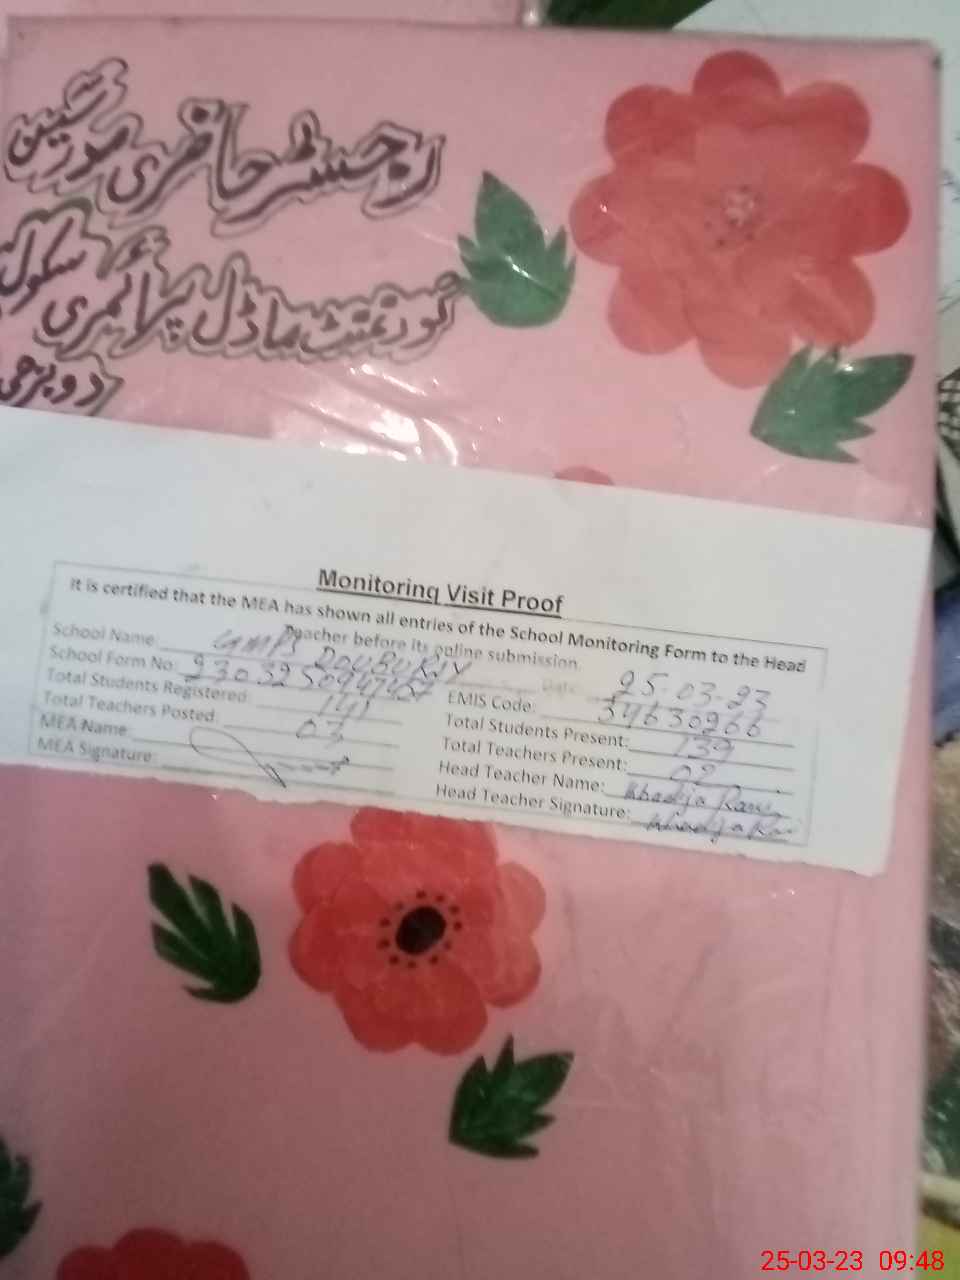 رجسٹر حاضری معلمین
گورنمنٹ ماڈل پرائمری سکول
دوبرجی
Monitoring Visit Proof
It is certified that the MEA has shown all entries of the School Monitoring Form to the Head
Teacher before its online submission.
School Name: GMPS Date: 25-03-23
School Form No: EMIS Code: 34630266
Total Students Registered: 141 Total Students Present: 139
Total Teachers Posted: 03 Total Teachers Present: 02
MEA Name: Head Teacher Name: Khadija
MEA Signature: Head Teacher Signature: Khadija
25-03-23 09:48